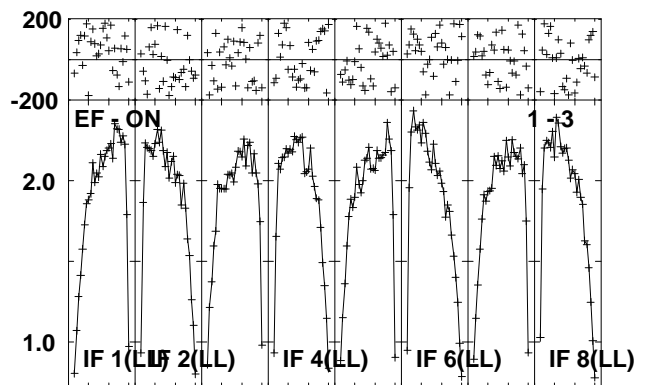 200
-200
EF - ON 1 - 3
2.0
1.0
IF 1(LL) IF 2(LL) IF 4(LL) IF 6(LL) IF 8(LL)